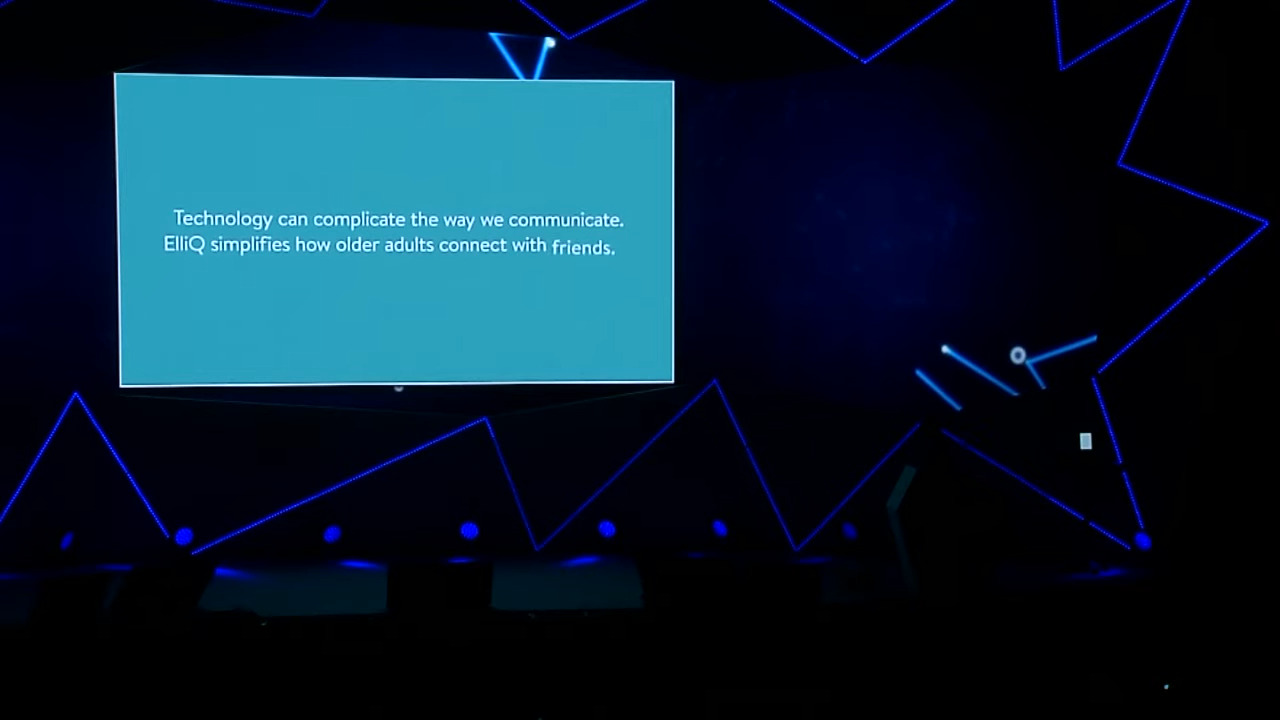 Technology can complicate the way we communicate.
ElliQ simplifies how older adults connect with friends.